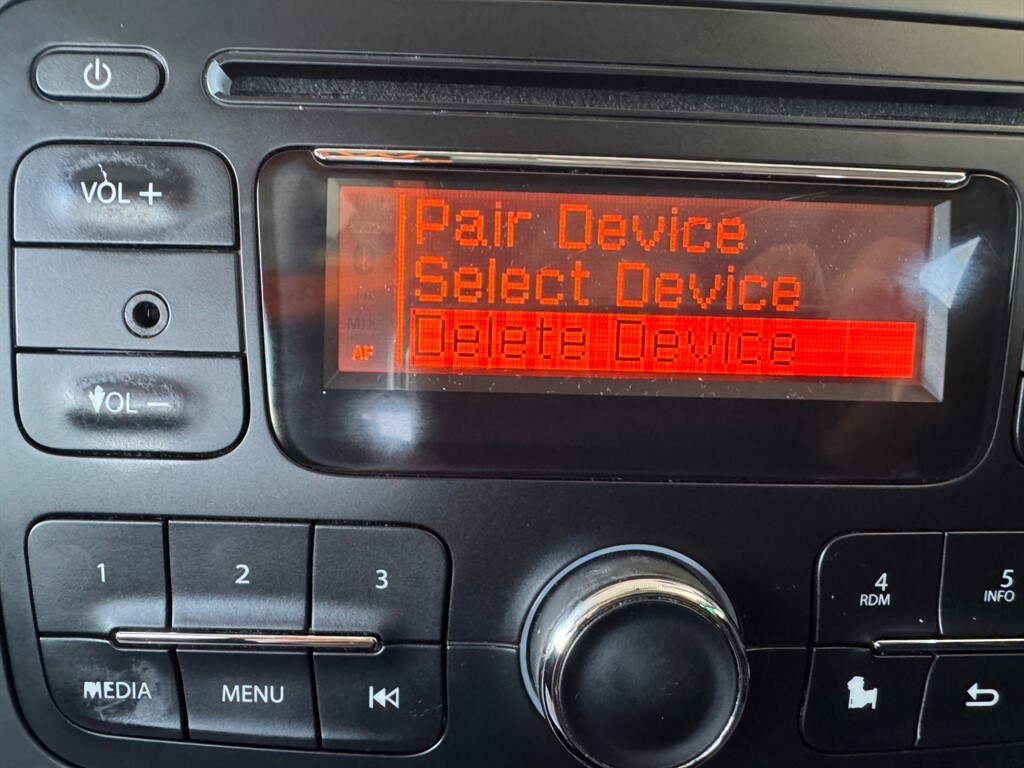 VOL +
Pair Device
Select Device
Delete Device
MIX
AF
VOL –
1
2
3
4
RDM
5
INFO
MEDIA
MENU